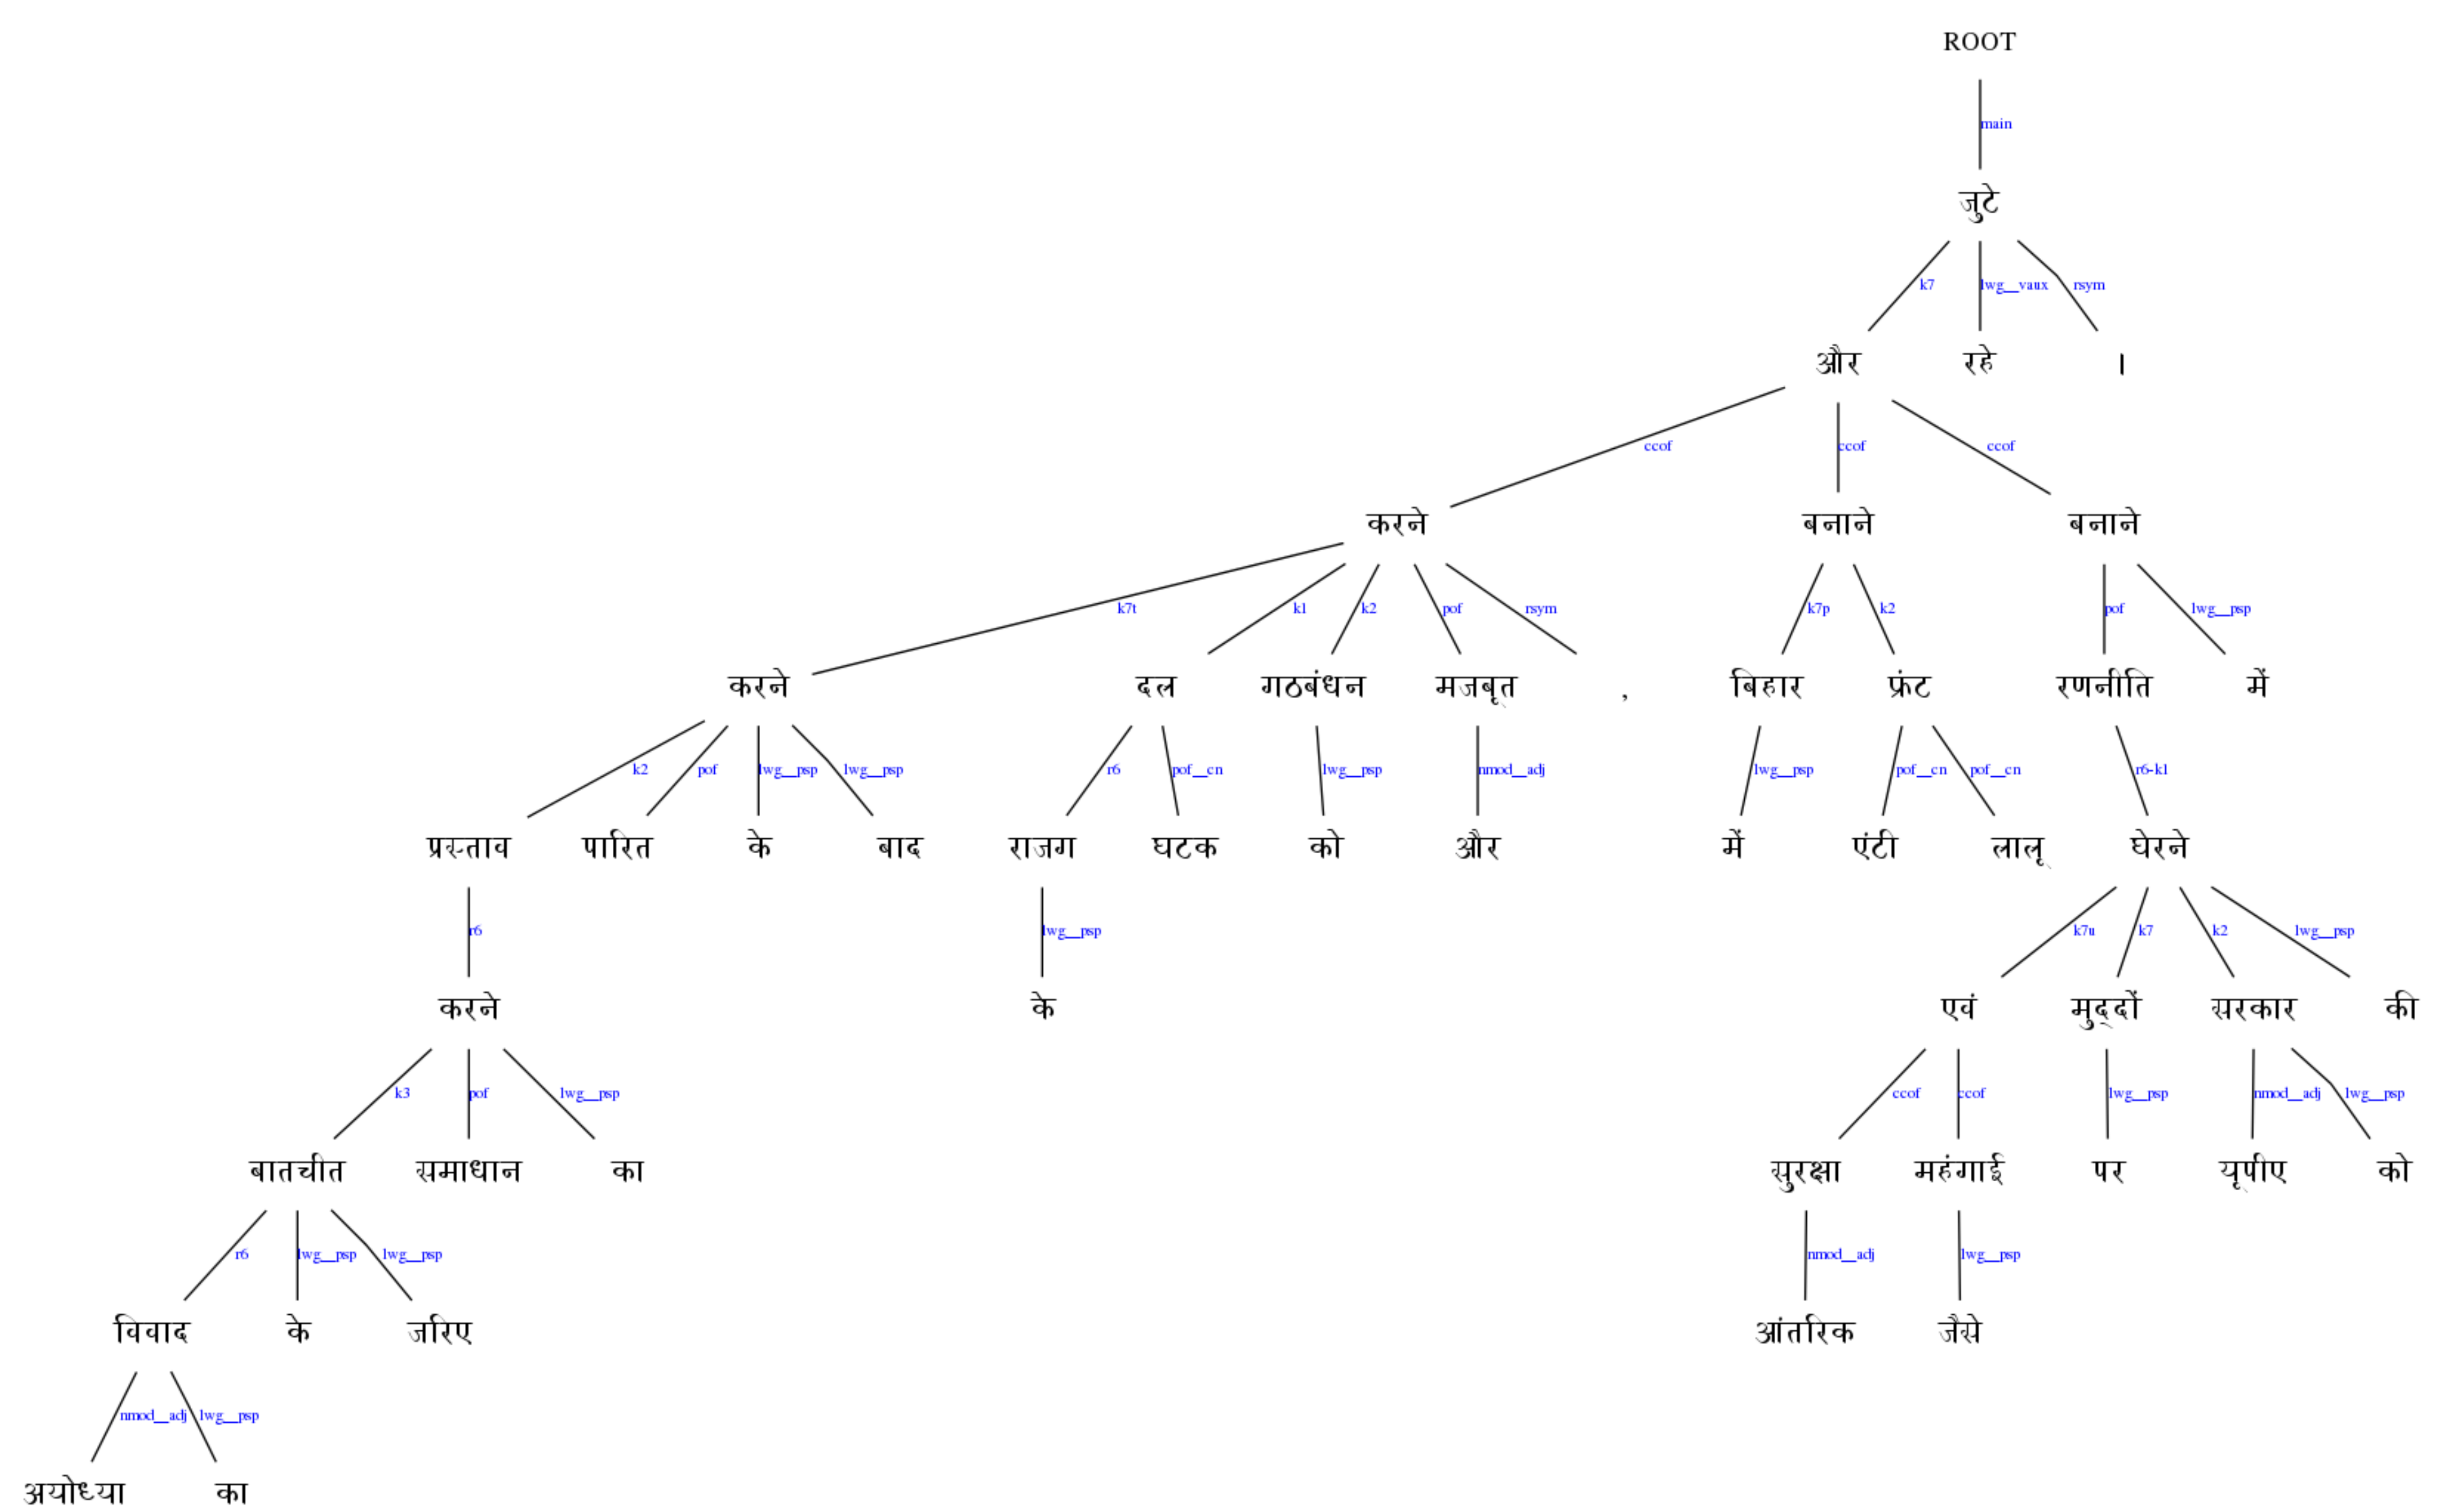 ROOT
main
जुटे
k7 lwg__vaux rsym
और रहे ।
ccof ccof ccof
करने बनाने बनाने
k7t k1 k2 pof rsym k7p k2 pof lwg__psp
करने दल गठबंधन मजबूत , बिहार फ्रंट रणनीति में
k2 pof lwg__psp lwg__psp r6 pof__cn lwg__psp nmod__adj lwg__psp pof__cn pof__cn r6-k1
प्रस्ताव पारित के बाद राजग घटक को और में एंटी लालू घेरने
r6 lwg__psp k7u k7 k2 lwg__psp
करने के एवं मुद्दों सरकार की
k3 pof lwg__psp ccof ccof lwg__psp nmod__adj lwg__psp
बातचीत समाधान का सुरक्षा महंगाई पर यूपीए को
r6 lwg__psp lwg__psp nmod__adj lwg__psp
विवाद के जरिए आंतरिक जैसे
nmod__adj lwg__psp
अयोध्या का